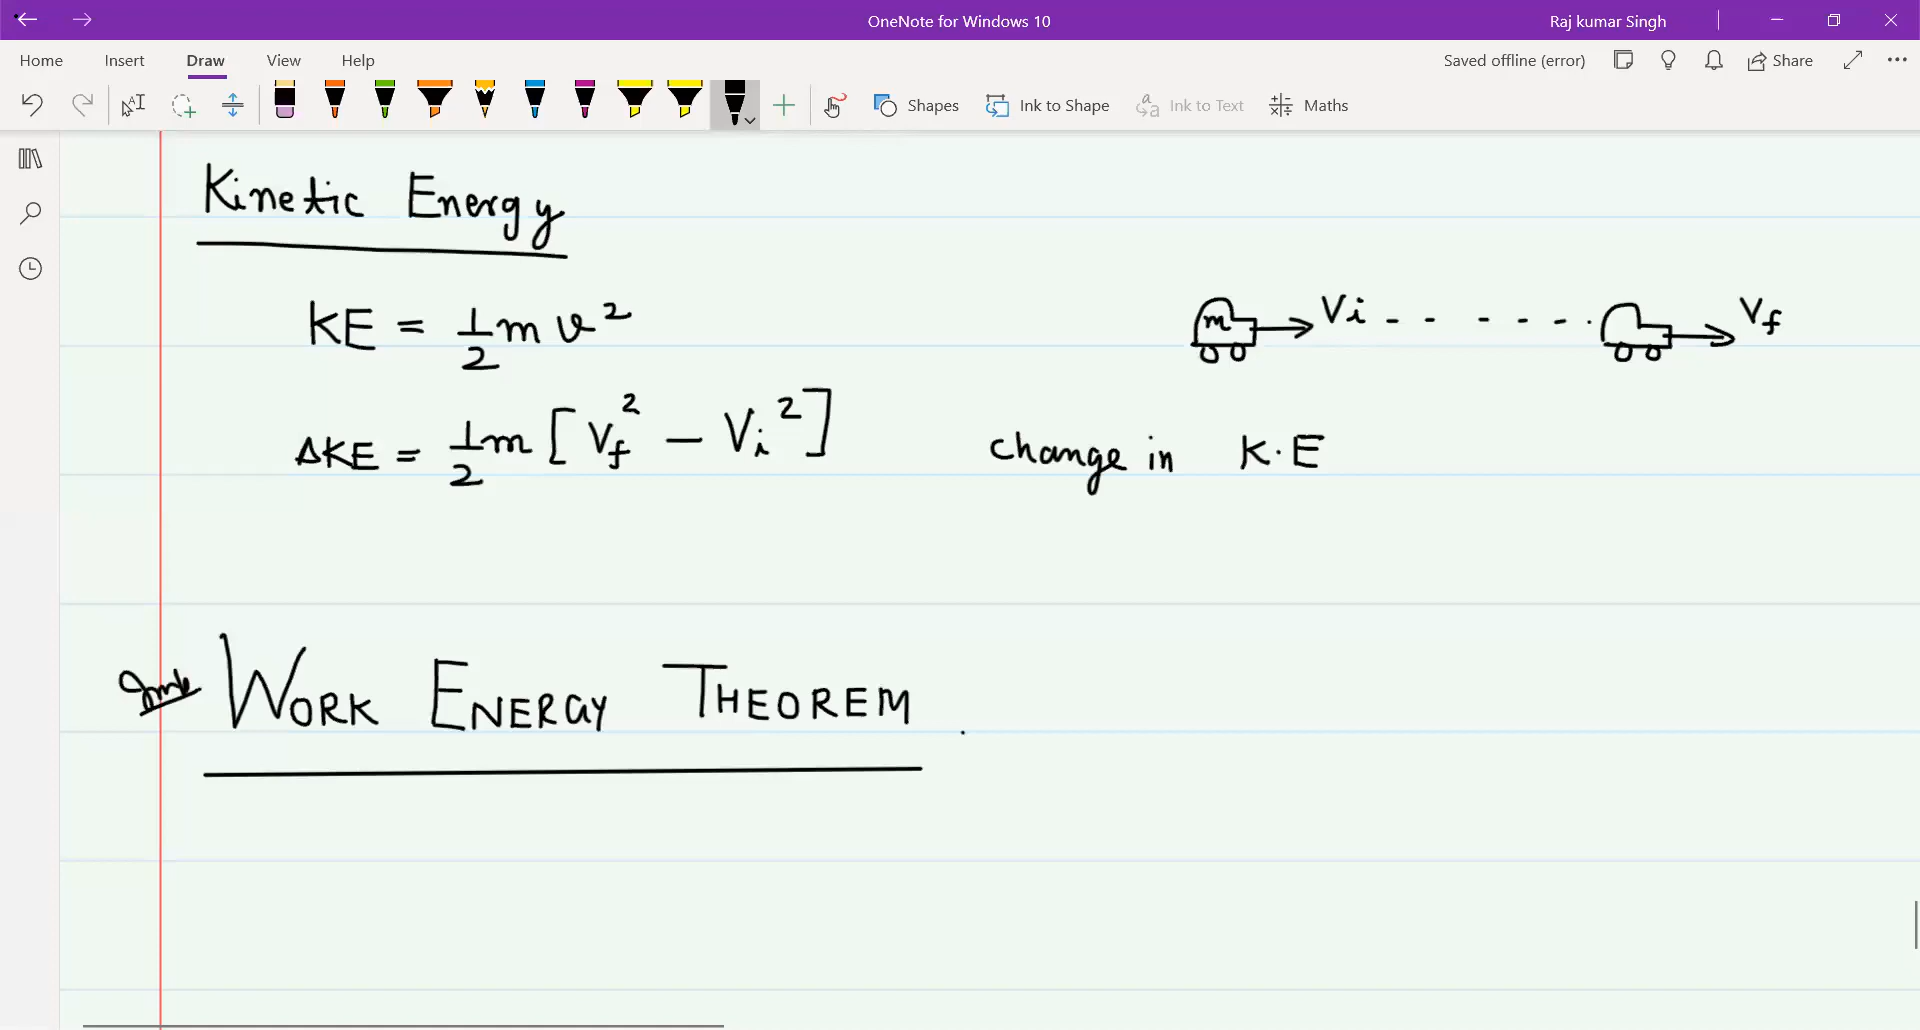 OneNote for Windows 10
Raj kumar Singh
Home Insert Draw View Help
Saved offline (error) Share
Shapes Ink to Shape Ink to Text Maths
Kinetic Energy
KE = 1/2 m v²
m Vi - - - - - . Vf
ΔKE = 1/2 m [Vf² - Vi²] change in K.E
WORK ENERGY THEOREM .